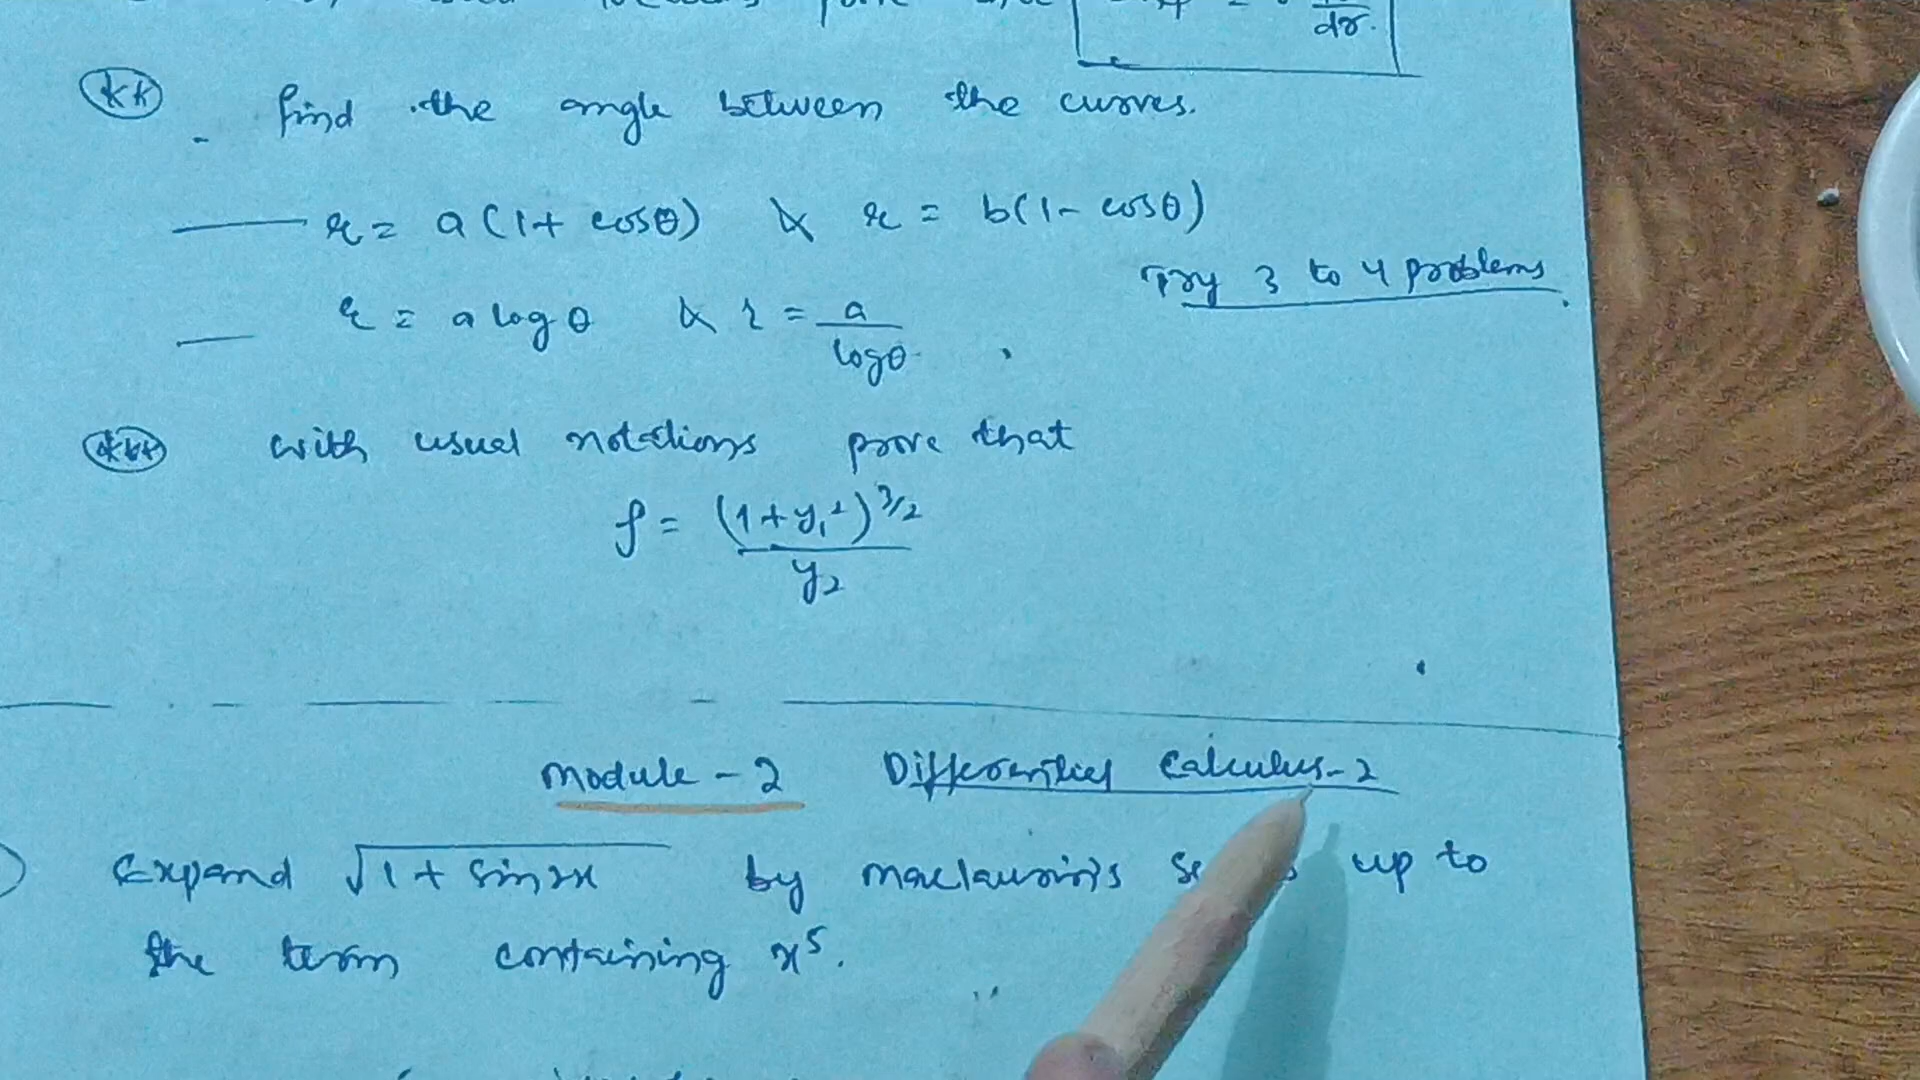 dr.
** find the angle between the curves.
r = a(1+ cosθ) & r = b(1- cosθ)
Try 3 to 4 problems.
r = a log θ & r = a/logθ
*** with usual notations prove that
ρ = (1+y₁²)^3/2 / y₂
Module - 2 Differential Calculus-2
Expand √1+ sin2x by maclaurin's up to
the term containing x⁵.